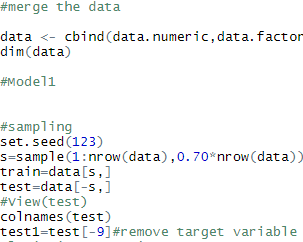 #merge the data
data <- cbind(data.numeric,data.factor
dim(data)
#Model1
#sampling
set.seed(123)
s=sample(1:nrow(data),0.70*nrow(data))
train=data[s,]
test=data[-s,]
#View(test)
colnames(test)
test1=test[-9]#remove target variable